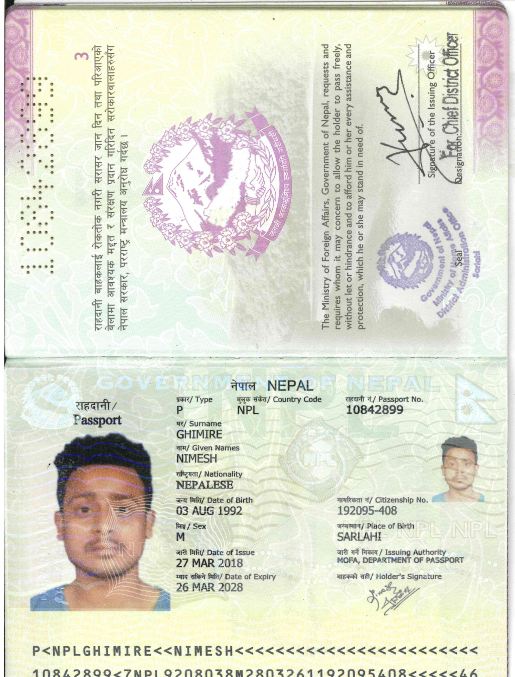 राहदानी बाहकलाई रोकतोक नगरी सरासर जान दिन तथा परिआएको
बेलामा आवश्यक मद्दत र संरक्षण प्रदान गरिदिन सरोकारवालाहरुसँग
नेपाल सरकार, परराष्ट्र मन्त्रालय अनुरोध गर्दछ ।
3
10842899
The Ministry of Foreign Affairs, Government of Nepal, requests and
requires whom it may concern to allow the holder to pass freely,
without let or hindrance and to afford him or her every assistance and
protection, which he or she may stand in need of.
Signature of the Issuing Officer
Designation:
For, Chief District Officer
Seal
Government of Nepal
Ministry of Home Affairs
District Administration Office
Sarlahi
GOVERNMENT OF NEPAL
नेपाल NEPAL
राहदानी/
Passport
प्रकार/ Type
P
मुलुक संकेत/ Country Code
NPL
राहदानी नं/ Passport No.
10842899
थर/ Surname
GHIMIRE
नाम/ Given Names
NIMESH
राष्ट्रियता/ Nationality
NEPALESE
जन्म मिति/ Date of Birth
03 AUG 1992
नागरिकता नं/ Citizenship No.
192095-408
लिङ्ग/ Sex
M
जन्मस्थान/ Place of Birth
SARLAHI
जारी मिति/ Date of Issue
27 MAR 2018
जारी गर्ने निकाय/ Issuing Authority
MOFA, DEPARTMENT OF PASSPORT
म्याद सकिने मिति/ Date of Expiry
26 MAR 2028
वाहकको सही/ Holder's Signature
P<NPLGHIMIRE<<NIMESH<<<<<<<<<<<<<<<<<<<<<<<<
10842899<7NPL9208038M2803261192095408<<<<<46